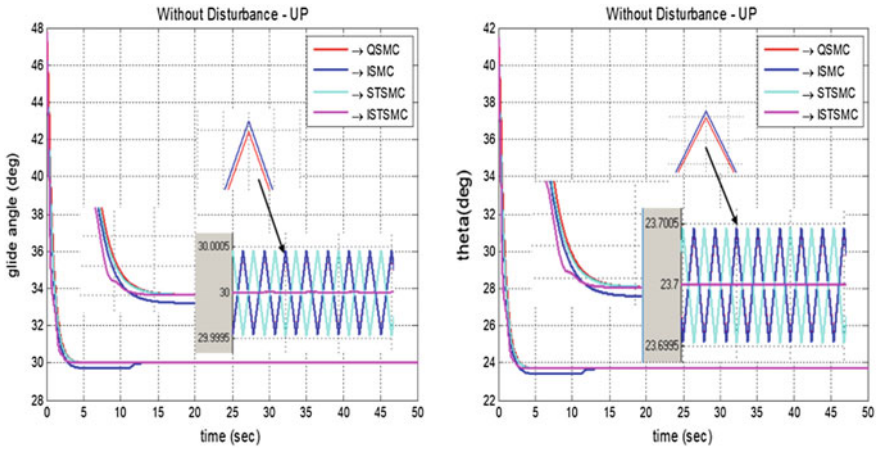 Without Disturbance - UP
glide angle (deg)
48
46
44
42
40
38
36
34
32
30
28
→ QSMC
→ ISMC
→ STSMC
→ ISTSMC
30.0005
30
29.9995
0 5 10 15 20 25 30 35 40 45 50
time (sec)
Without Disturbance - UP
theta(deg)
42
40
38
36
34
32
30
28
26
24
22
→ QSMC
→ ISMC
→ STSMC
→ ISTSMC
23.7005
23.7
23.6995
0 5 10 15 20 25 30 35 40 45 50
time (sec)